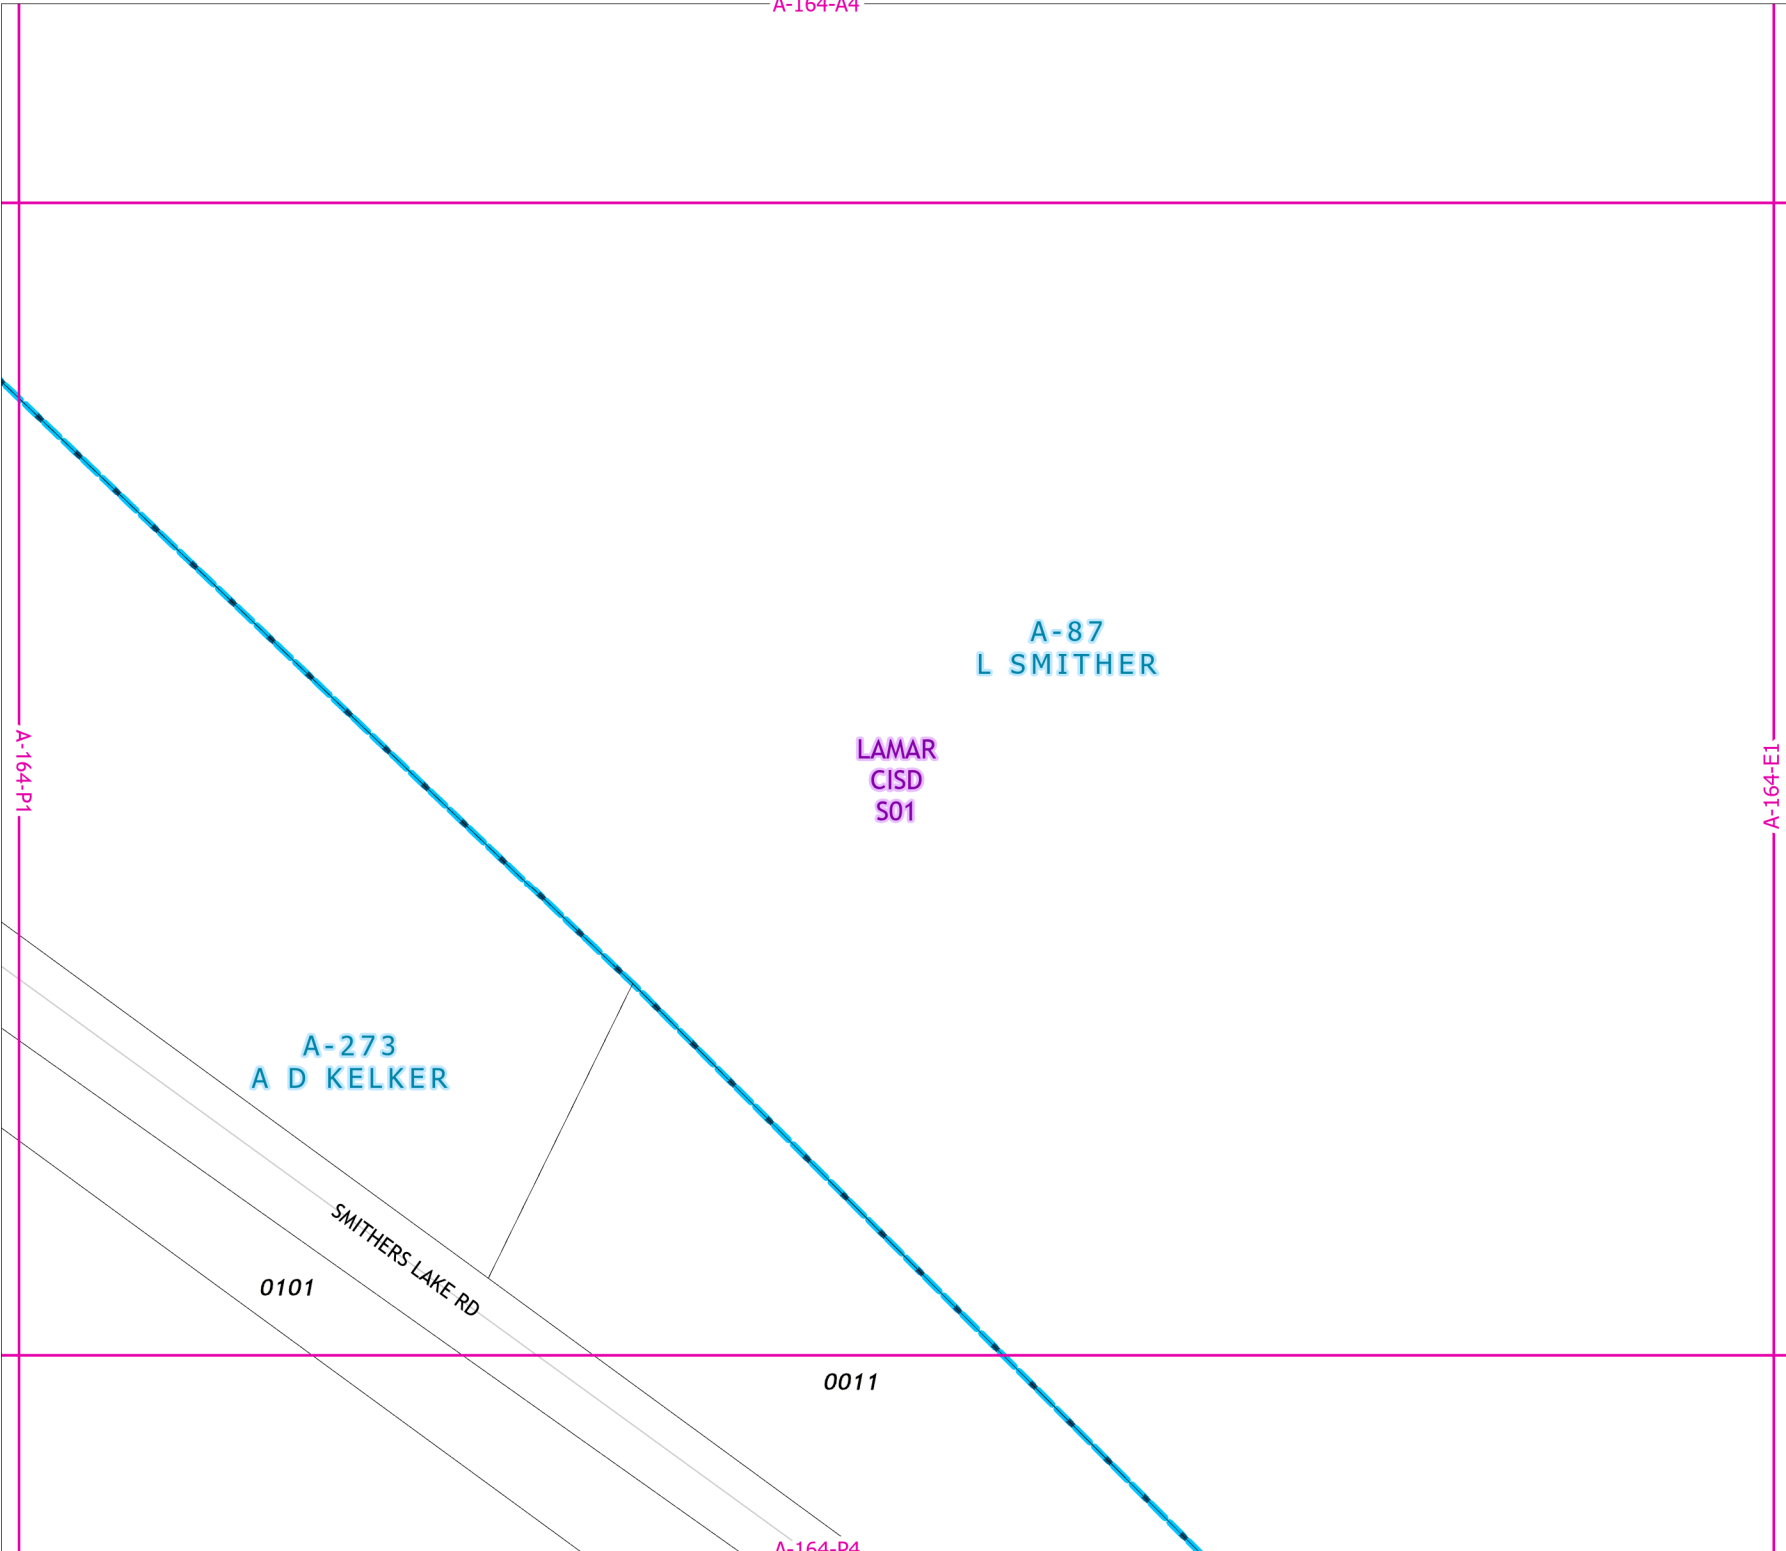 A-164-A4
A-87
L SMITHER
LAMAR
CISD
S01
A-164-P1
A-164-E1
A-273
A D KELKER
SMITHERS LAKE RD
0101
0011
A-164-P4